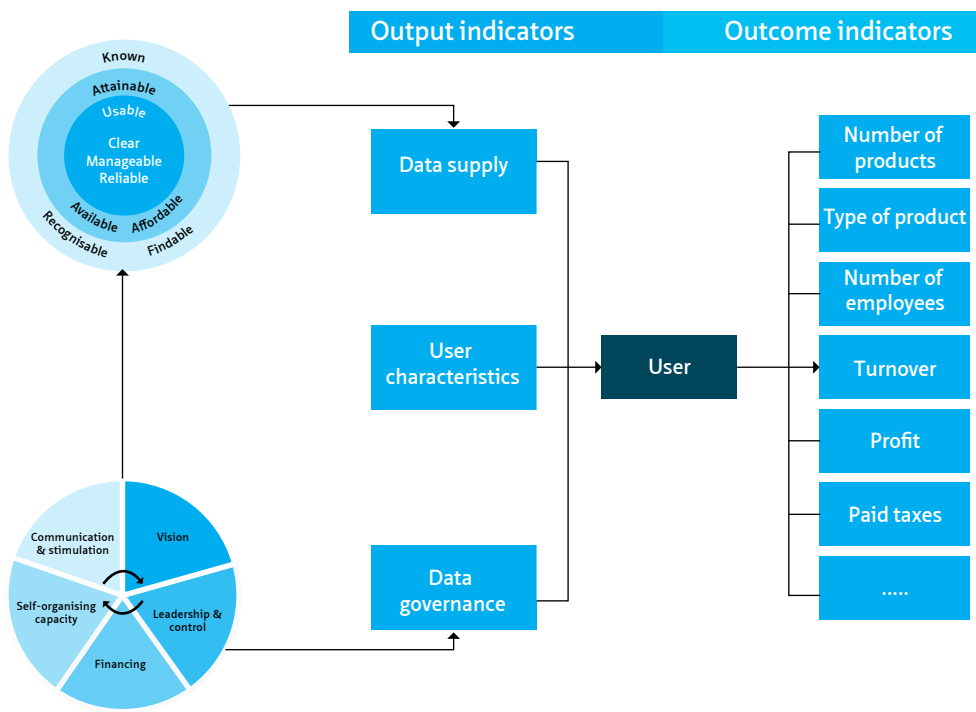 Output indicators
Outcome indicators
Known
Attainable
Usable
Clear
Manageable
Reliable
Available
Affordable
Recognisable
Findable
Data supply
User
characteristics
Data
governance
User
Number of
products
Type of product
Number of
employees
Turnover
Profit
Paid taxes
.....
Communication
& stimulation
Vision
Self-organising
capacity
Leadership &
control
Financing